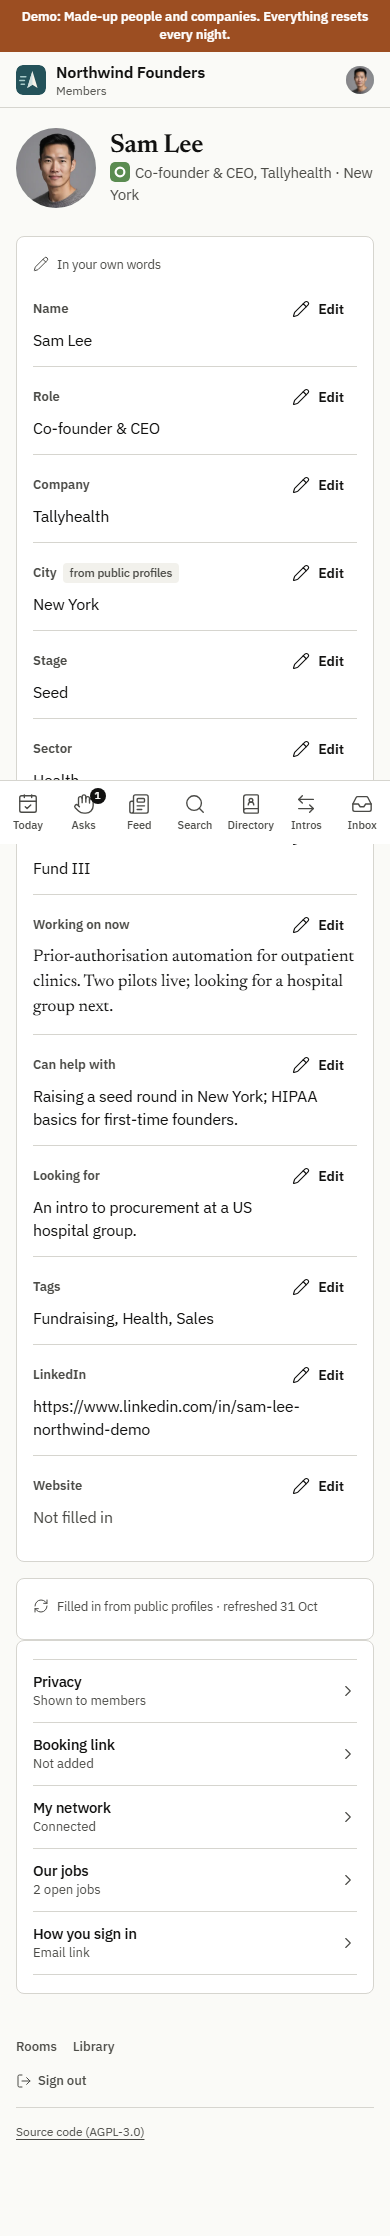 Demo: Made-up people and companies. Everything resets
every night.
Northwind Founders
Members
Sam Lee
Co-founder & CEO, Tallyhealth · New
York
In your own words
Name
Edit
Sam Lee
Role
Edit
Co-founder & CEO
Company
Edit
Tallyhealth
City
from public profiles
Edit
New York
Stage
Edit
Seed
Sector
Edit
Health
1
Today
Asks
Feed
Search
Directory
Intros
Inbox
Fund III
Working on now
Edit
Prior-authorisation automation for outpatient
clinics. Two pilots live; looking for a hospital
group next.
Can help with
Edit
Raising a seed round in New York; HIPAA
basics for first-time founders.
Looking for
Edit
An intro to procurement at a US
hospital group.
Tags
Edit
Fundraising, Health, Sales
LinkedIn
Edit
https://www.linkedin.com/in/sam-lee-
northwind-demo
Website
Edit
Not filled in
Filled in from public profiles · refreshed 31 Oct
Privacy
Shown to members
Booking link
Not added
My network
Connected
Our jobs
2 open jobs
How you sign in
Email link
Rooms
Library
Sign out
Source code (AGPL-3.0)